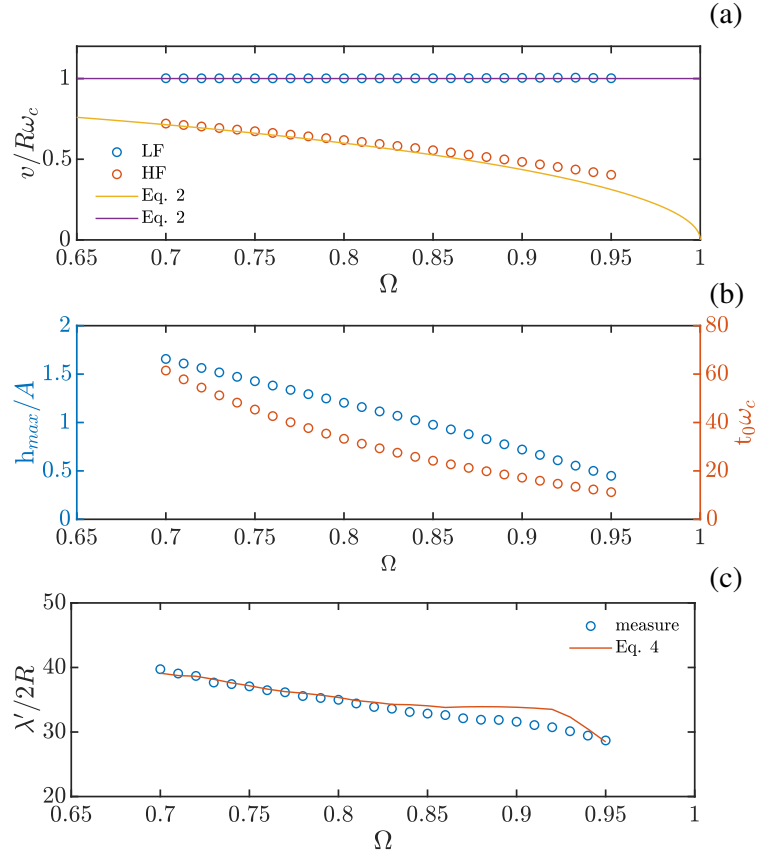 (a)
1
0.5
0
v/Rω_c
LF
HF
Eq. 2
Eq. 2
0.65 0.7 0.75 0.8 0.85 0.9 0.95 1
Ω
(b)
2 80
1.5 60
1 40
0.5 20
0 0
h_max/A
t_0ω_c
0.65 0.7 0.75 0.8 0.85 0.9 0.95 1
Ω
(c)
50
40
30
20
λ′/2R
measure
Eq. 4
0.65 0.7 0.75 0.8 0.85 0.9 0.95 1
Ω